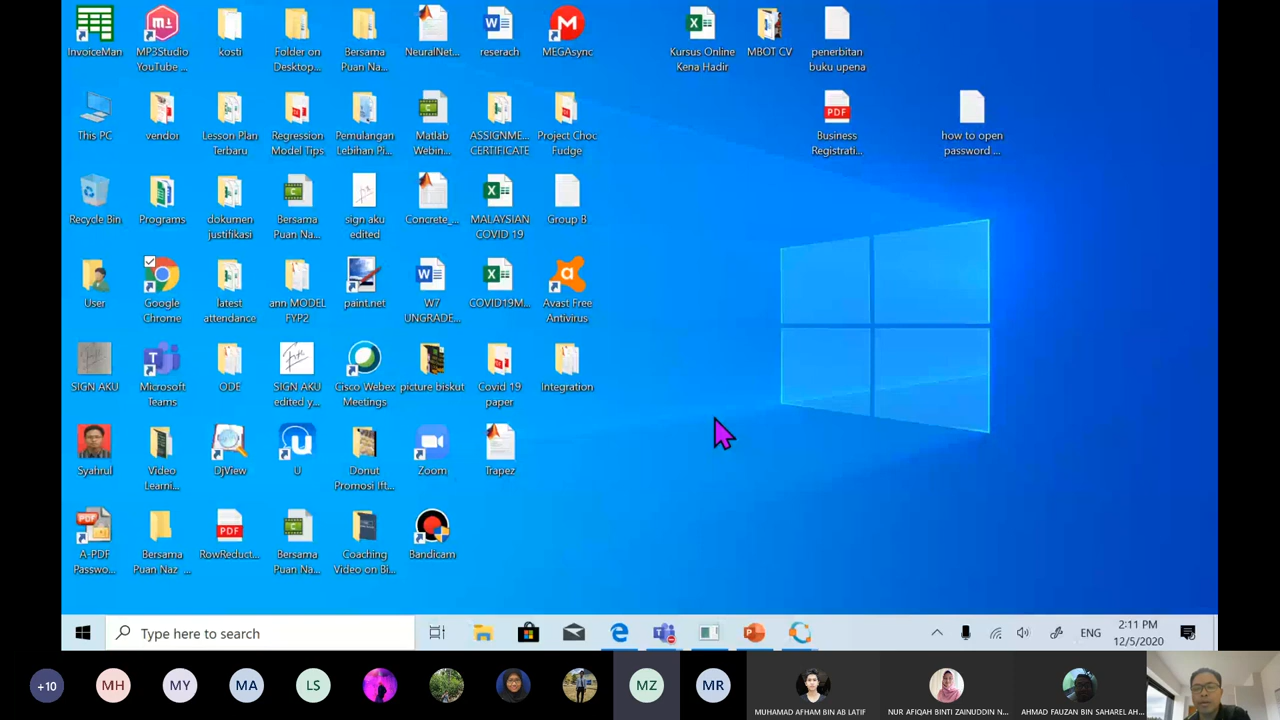 InvoiceMan
MP3Studio
YouTube ...
kosti
Folder on
Desktop...
Bersama
Puan Na...
NeuralNet...
reserach
MEGAsync
Kursus Online
Kena Hadir
MBOT CV
penerbitan
buku upena
This PC
vendor
Lesson Plan
Terbaru
Regression
Model Tips
Pemulangan
Lebihan Pi...
Matlab
Webin...
ASSIGNME...
CERTIFICATE
Project Choc
Fudge
PDF
Business
Registrati...
how to open
password ...
Recycle Bin
Programs
dokumen
justifikasi
Bersama
Puan Na...
sign aku
edited
Concrete_...
MALAYSIAN
COVID 19
Group B
User
Google
Chrome
latest
attendance
ann MODEL
FYP2
paint.net
W7
UNGRADE...
COVID19M...
Avast Free
Antivirus
SIGN AKU
Microsoft
Teams
ODE
SIGN AKU
edited y...
Cisco Webex
Meetings
picture biskut
Covid 19
paper
Integration
Syahrul
Video
Learni...
DjView
U
Donut
Promosi Ift...
Zoom
Trapez
PDF
A-PDF
Passwo...
Bersama
Puan Naz ...
PDF
RowReduct...
Bersama
Puan Na...
Coaching
Video on Bi...
Bandicam
Type here to search
ENG
2:11 PM
12/5/2020
+10
MH
MY
MA
LS
MZ
MR
MUHAMAD AFHAM BIN AB LATIF
NUR AFIQAH BINTI ZAINUDDIN N...
AHMAD FAUZAN BIN SAHAREL AH...